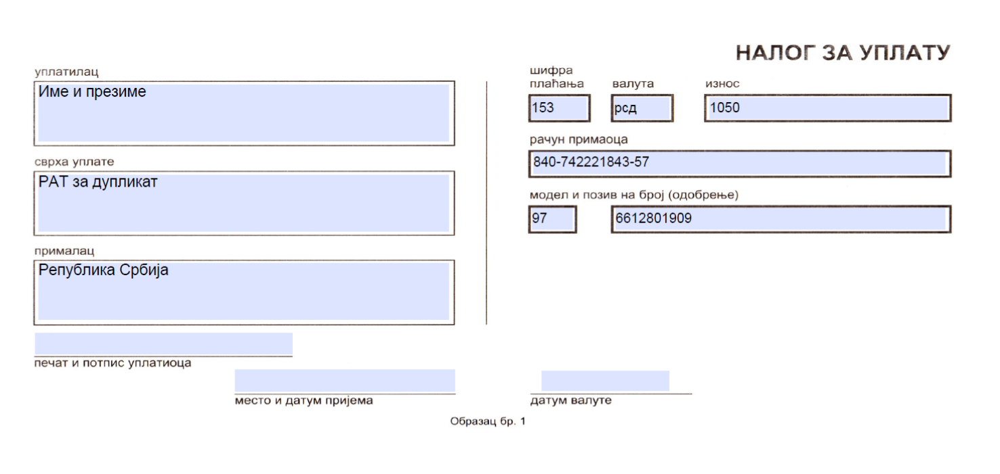 НАЛОГ ЗА УПЛАТУ
уплатилац
Име и презиме
сврха уплате
РАТ за дупликат
прималац
Република Србија
печат и потпис уплатиоца
место и датум пријема
шифра
плаћања
валута
износ
153
рсд
1050
рачун примаоца
840-742221843-57
модел и позив на број (одобрење)
97
6612801909
датум валуте
Образац бр. 1